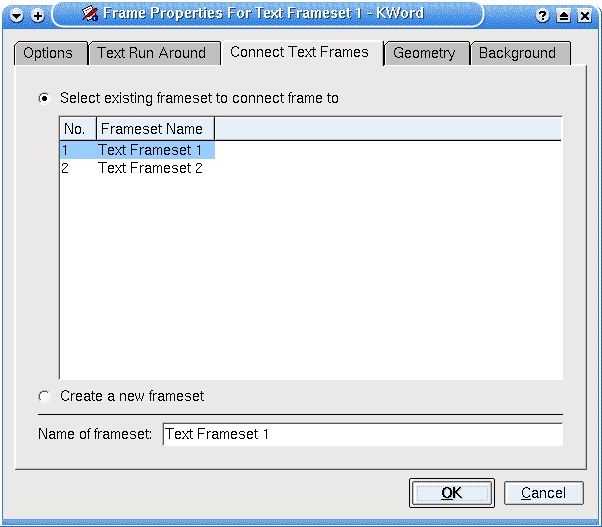 Frame Properties For Text Frameset 1 - KWord
Options Text Run Around Connect Text Frames Geometry Background
Select existing frameset to connect frame to
No. Frameset Name
1 Text Frameset 1
2 Text Frameset 2
Create a new frameset
Name of frameset: Text Frameset 1
OK Cancel